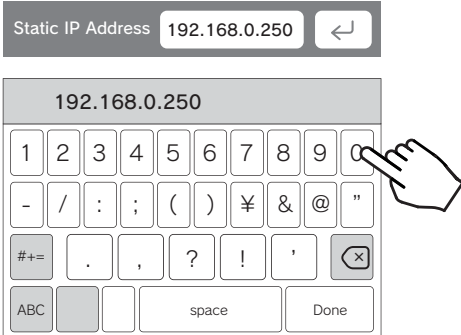 Static IP Address 192.168.0.250
192.168.0.250
1 2 3 4 5 6 7 8 9 0
- / : ; ( ) ¥ & @ "
#+= . , ? ! '
ABC space Done